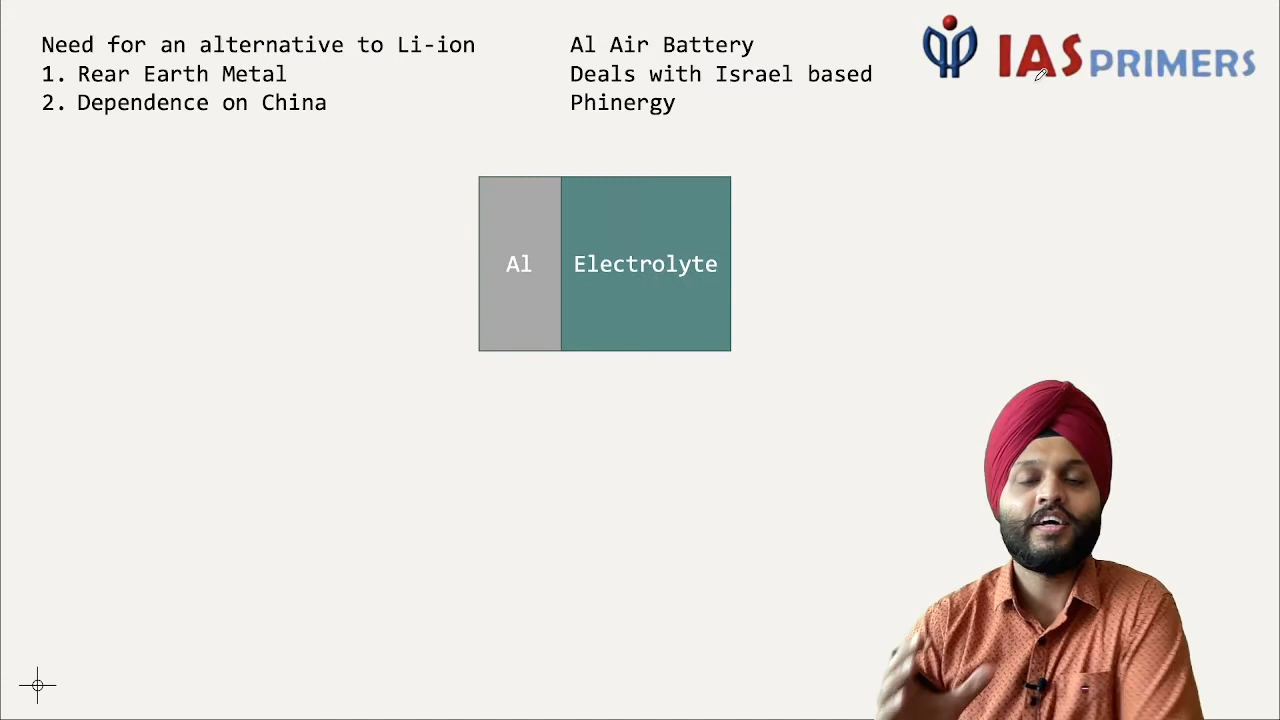 Need for an alternative to Li-ion
1. Rear Earth Metal
2. Dependence on China
Al Air Battery
Deals with Israel based
Phinergy
IAS PRIMERS
Al
Electrolyte